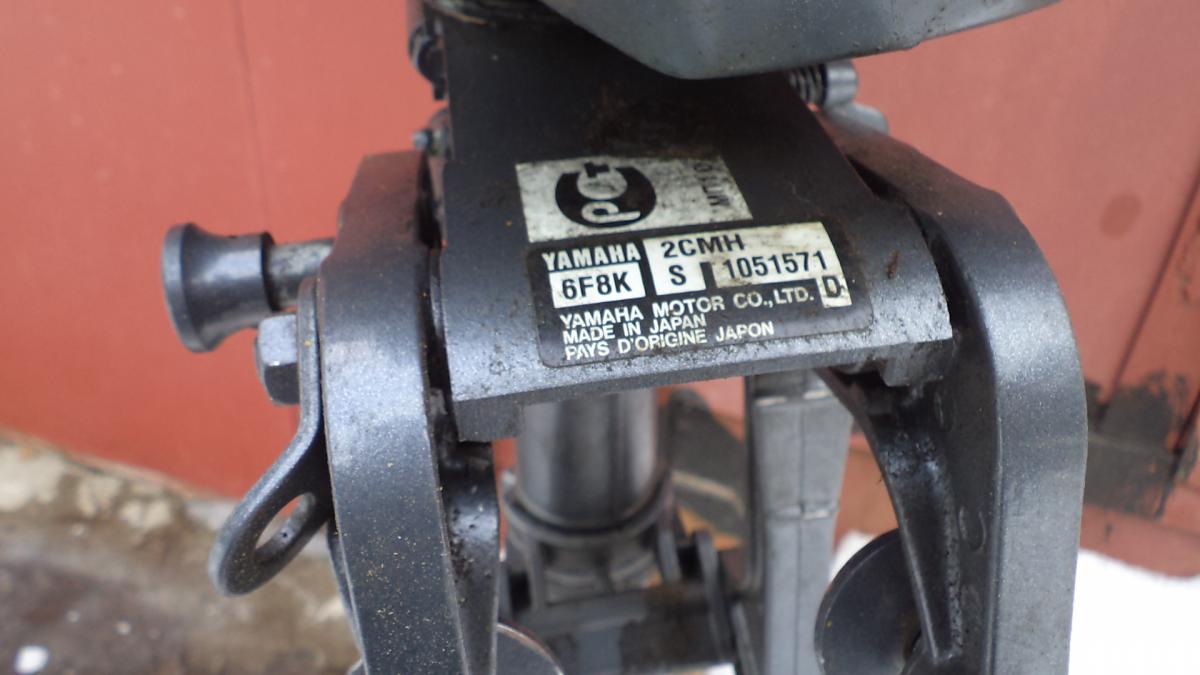 PCT
YAMAHA 2CMH
6F8K S 1051571
YAMAHA MOTOR CO.,LTD. D
MADE IN JAPAN
PAYS D'ORIGINE JAPON